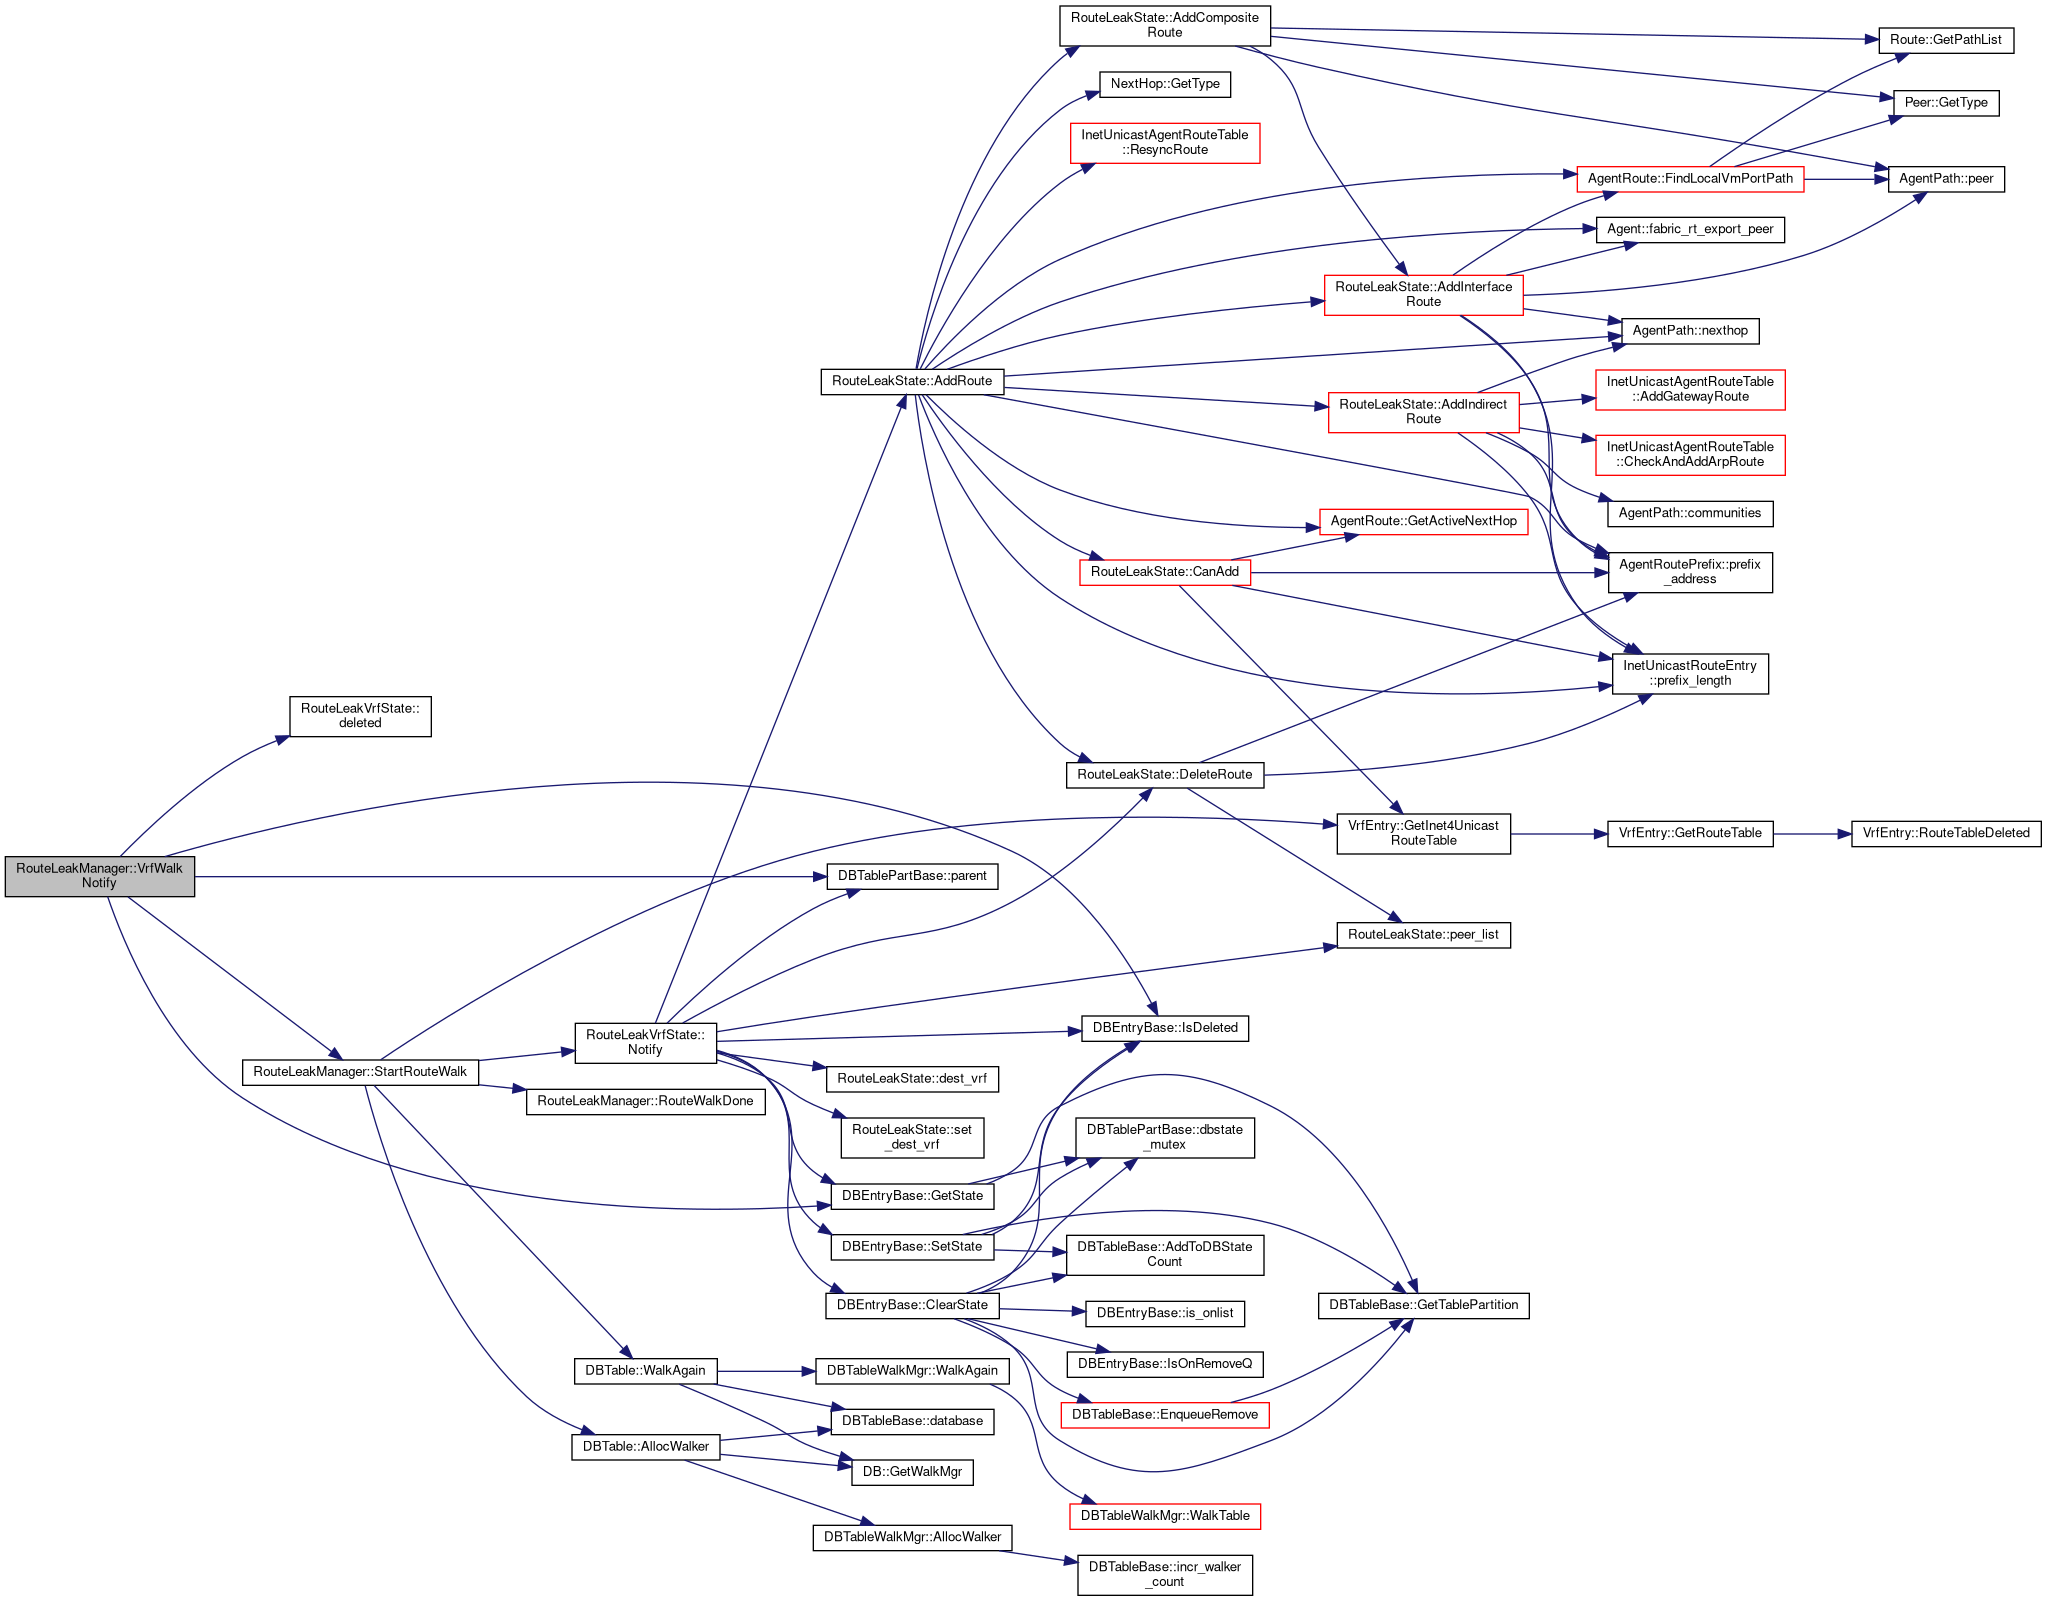 RouteLeakState::AddComposite
Route
Route::GetPathList
NextHop::GetType
Peer::GetType
InetUnicastAgentRouteTable
::ResyncRoute
AgentRoute::FindLocalVmPortPath
AgentPath::peer
Agent::fabric_rt_export_peer
RouteLeakState::AddInterface
Route
AgentPath::nexthop
RouteLeakState::AddRoute
InetUnicastAgentRouteTable
::AddGatewayRoute
RouteLeakState::AddIndirect
Route
InetUnicastAgentRouteTable
::CheckAndAddArpRoute
AgentPath::communities
AgentRoute::GetActiveNextHop
RouteLeakState::CanAdd
AgentRoutePrefix::prefix
_address
InetUnicastRouteEntry
::prefix_length
RouteLeakVrfState::
deleted
RouteLeakState::DeleteRoute
VrfEntry::GetInet4Unicast
RouteTable
VrfEntry::GetRouteTable
VrfEntry::RouteTableDeleted
RouteLeakManager::VrfWalk
Notify
DBTablePartBase::parent
RouteLeakState::peer_list
RouteLeakVrfState::
Notify
DBEntryBase::IsDeleted
RouteLeakManager::StartRouteWalk
RouteLeakState::dest_vrf
RouteLeakManager::RouteWalkDone
RouteLeakState::set
_dest_vrf
DBTablePartBase::dbstate
_mutex
DBEntryBase::GetState
DBEntryBase::SetState
DBTableBase::AddToDBState
Count
DBEntryBase::ClearState
DBEntryBase::is_onlist
DBTableBase::GetTablePartition
DBEntryBase::IsOnRemoveQ
DBTable::WalkAgain
DBTableWalkMgr::WalkAgain
DBTableBase::EnqueueRemove
DBTableBase::database
DBTable::AllocWalker
DB::GetWalkMgr
DBTableWalkMgr::WalkTable
DBTableWalkMgr::AllocWalker
DBTableBase::incr_walker
_count